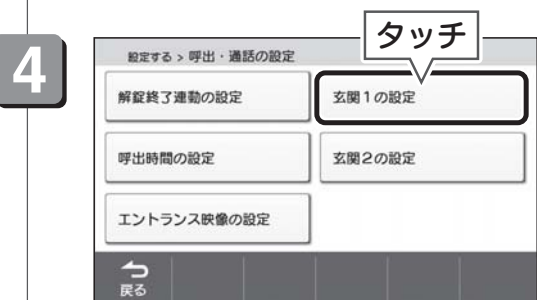 4
タッチ
設定する > 呼出・通話の設定
解錠終了連動の設定
玄関1の設定
呼出時間の設定
玄関2の設定
エントランス映像の設定
戻る